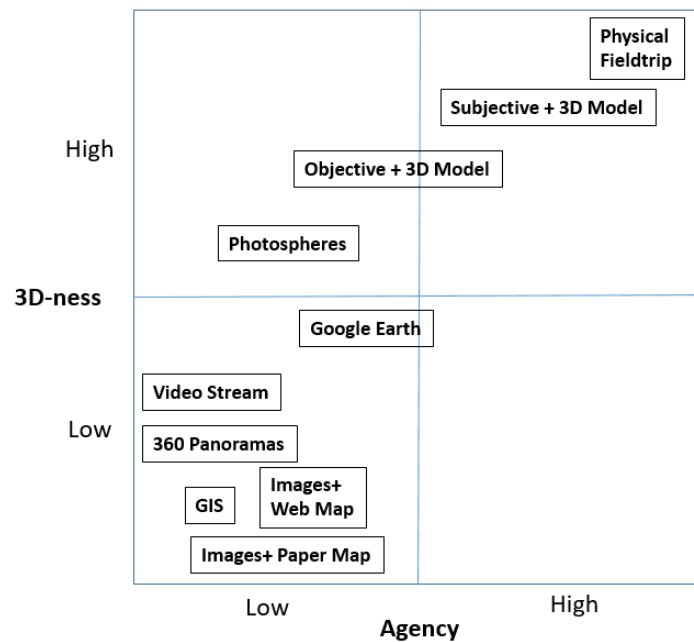 Physical
Fieldtrip
Subjective + 3D Model
High
Objective + 3D Model
Photospheres
3D-ness
Google Earth
Video Stream
Low
360 Panoramas
Images+
Web Map
GIS
Images+ Paper Map
Low
High
Agency